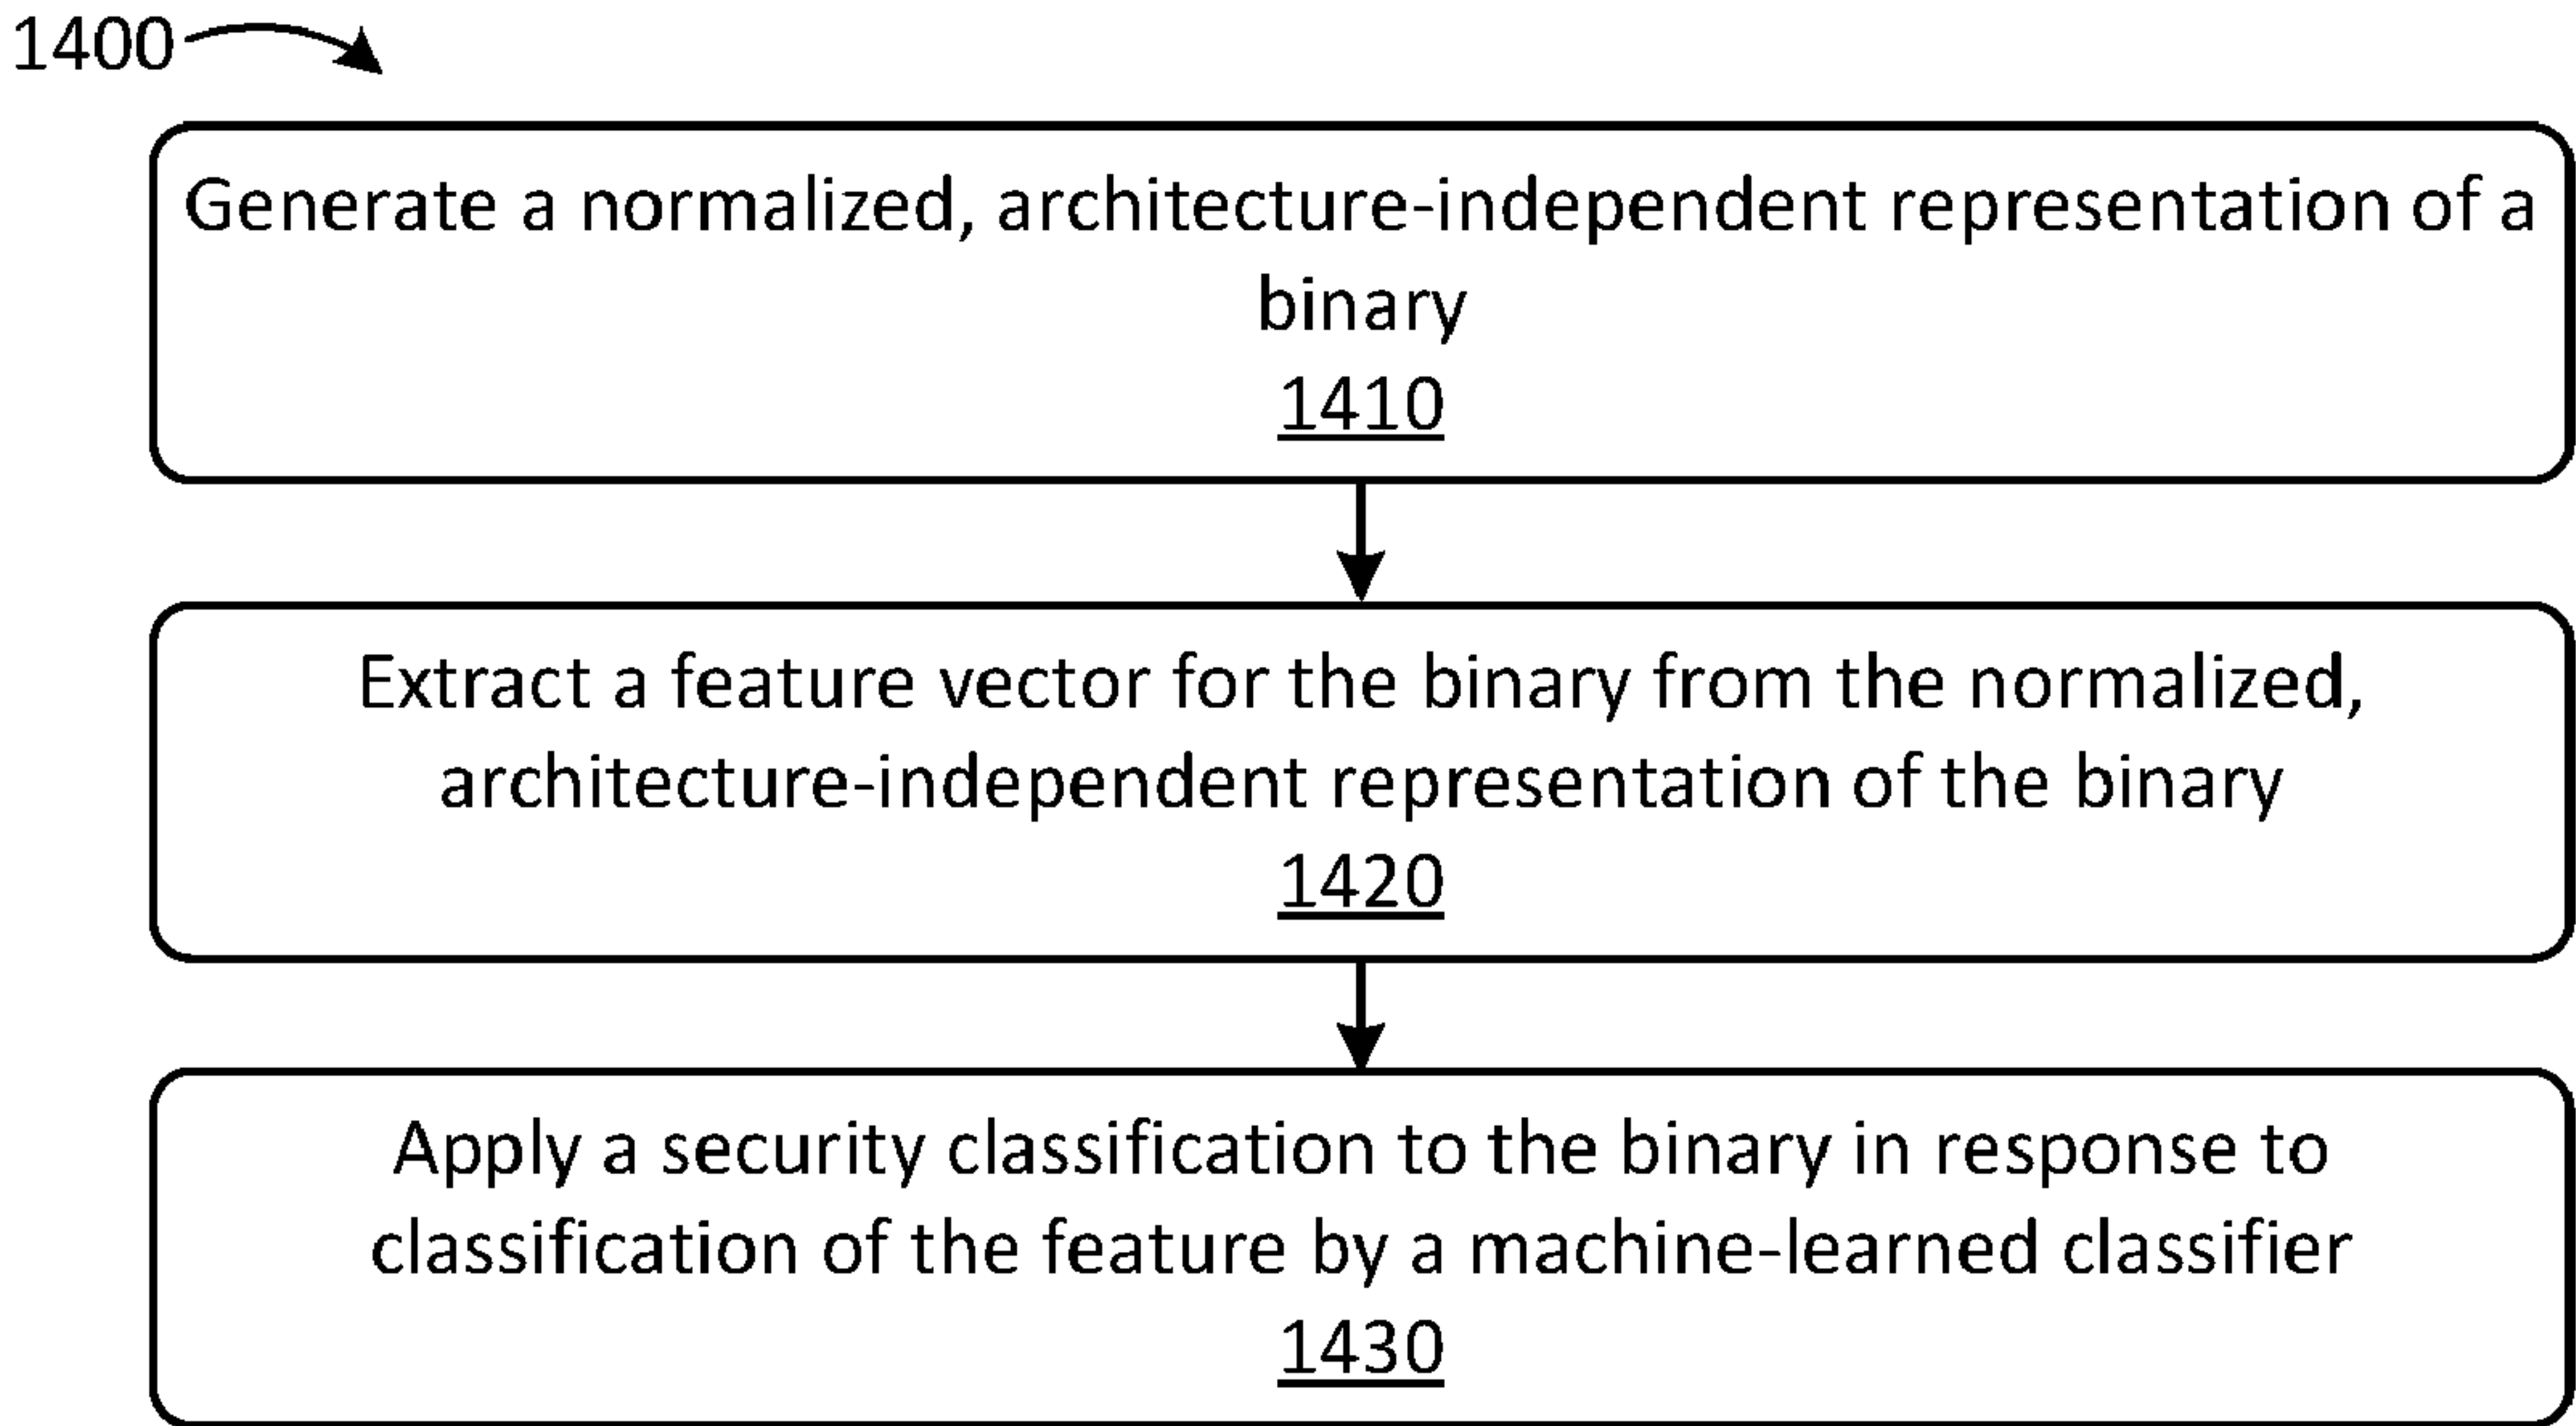 1400
Generate a normalized, architecture-independent representation of a
binary
1410
Extract a feature vector for the binary from the normalized,
architecture-independent representation of the binary
1420
Apply a security classification to the binary in response to
classification of the feature by a machine-learned classifier
1430